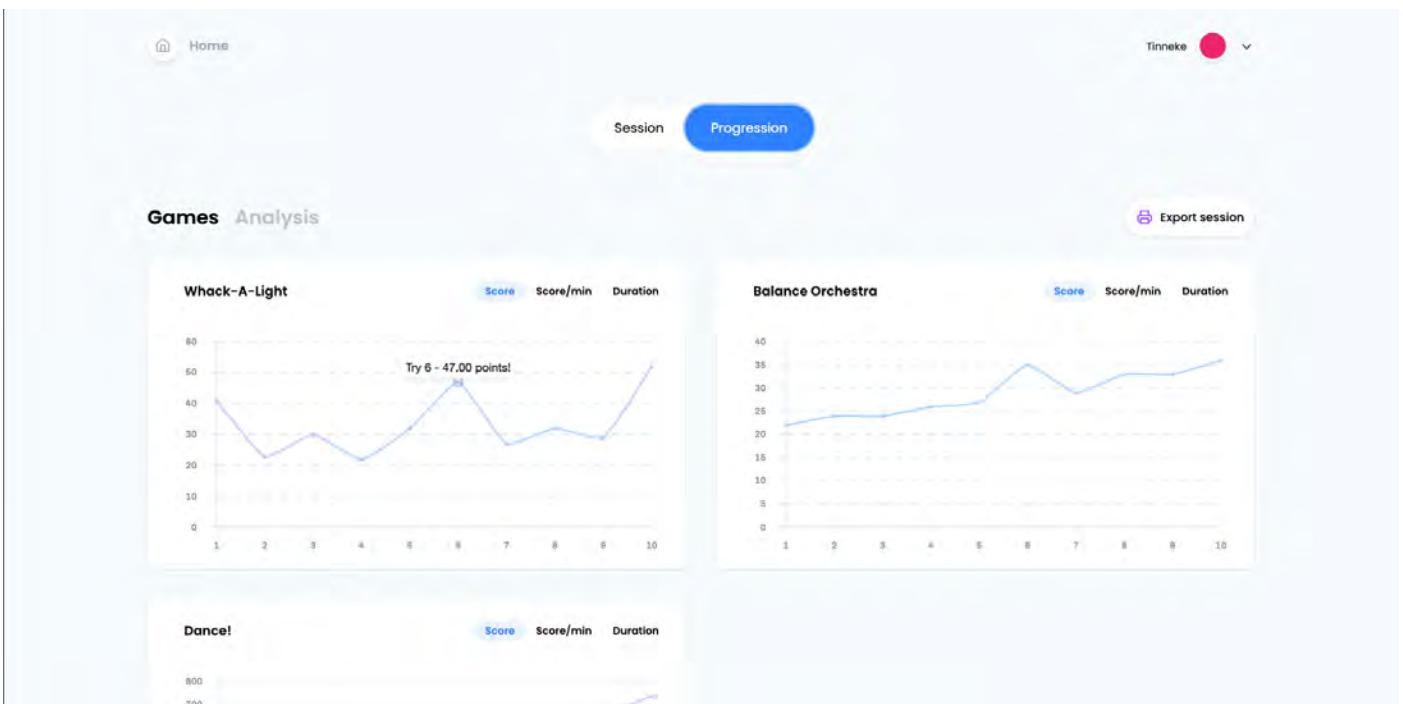 Home
Tinneke
Session
Progression
Games Analysis
Export session
Whack-A-Light
Score Score/min Duration
Try 6 - 47.00 points!
60
50
40
30
20
10
0
1 2 3 4 5 6 7 8 9 10
Balance Orchestra
Score Score/min Duration
40
35
30
25
20
15
10
5
0
1 2 3 4 5 6 7 8 9 10
Dance!
Score Score/min Duration
800
700